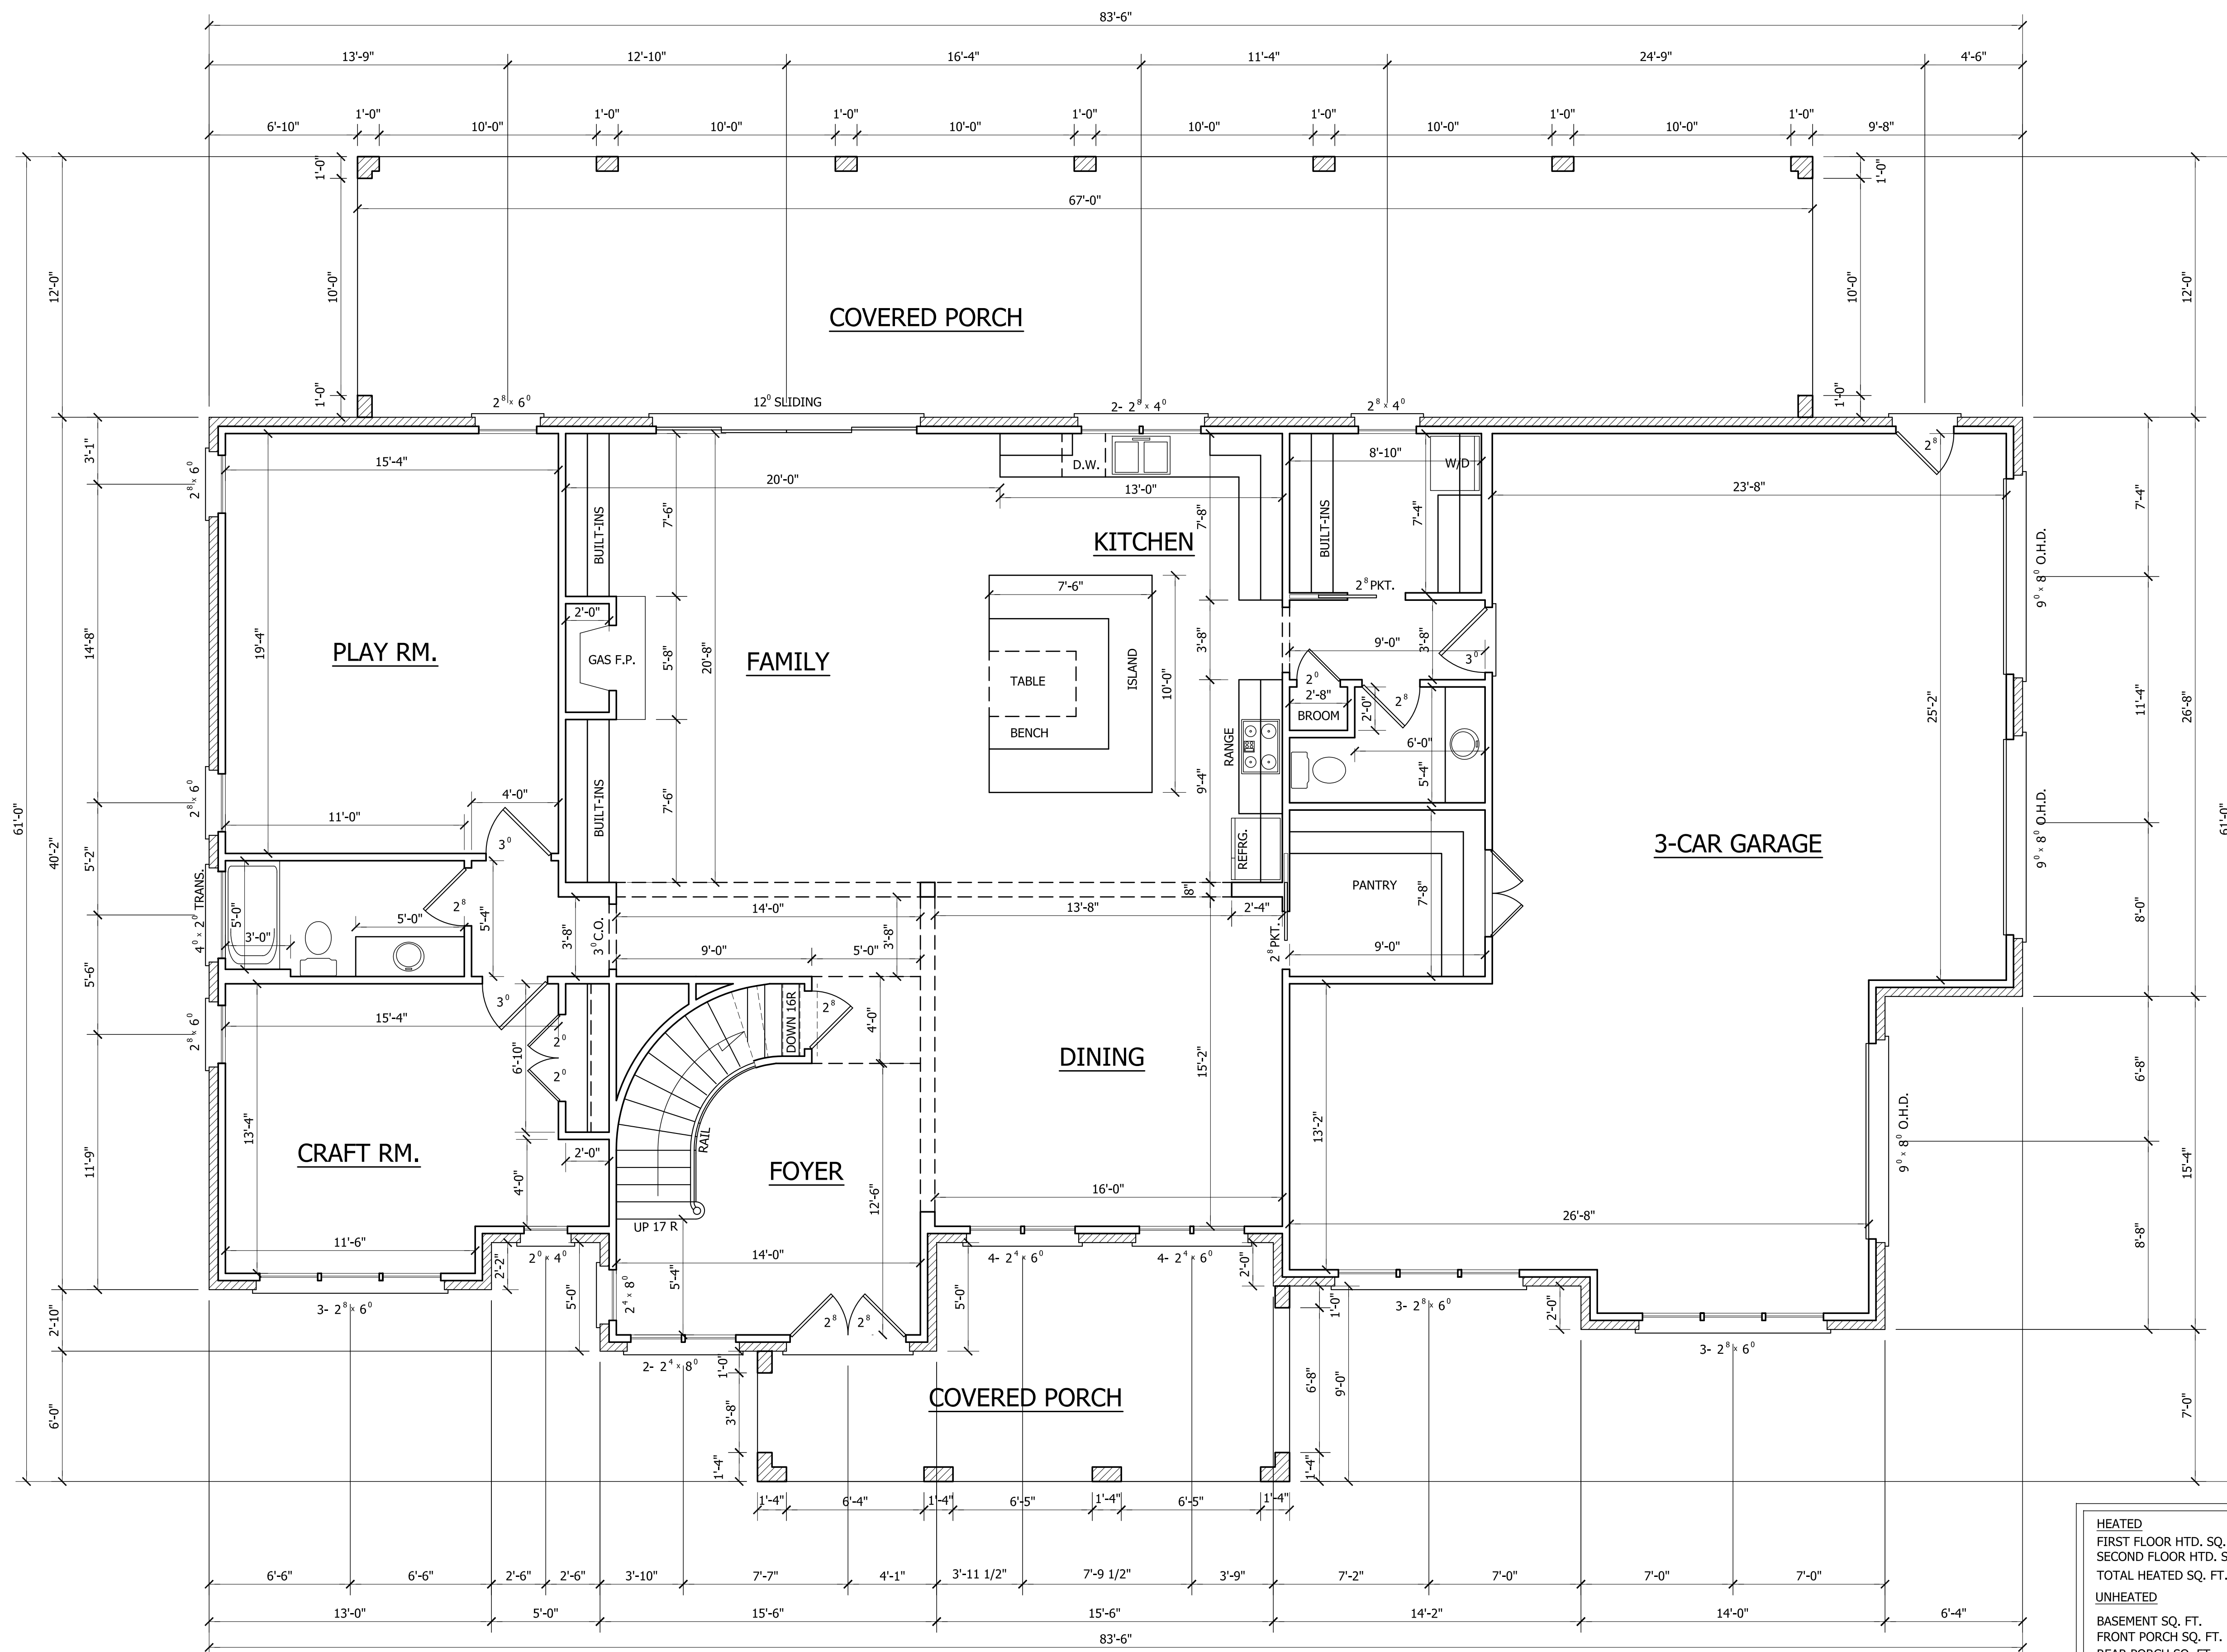 83'-6"
13'-9" 12'-10" 16'-4" 11'-4" 24'-9" 4'-6"
6'-10" 1'-0" 10'-0" 1'-0" 10'-0" 1'-0" 10'-0" 1'-0" 10'-0" 1'-0" 10'-0" 1'-0" 10'-0" 1'-0" 9'-8"
1'-0" 1'-0"
67'-0"
12'-0" 10'-0" 10'-0" 12'-0"
COVERED PORCH
1'-0" 1'-0"
2⁸ x 6⁰ 12⁰ SLIDING 2- 2⁸ x 4⁰ 2⁸ x 4⁰
3'-1" 2⁸ x 6⁰ 15'-4" D.W. 8'-10" W/D 2⁸
20'-0" 13'-0" 23'-8" 7'-4"
BUILT-INS 7'-6" 7'-8" BUILT-INS 7'-4"
KITCHEN
9⁰ x 8⁰ O.H.D.
2'-0" 7'-6" 2⁸ PKT.
14'-8" 19'-4" 3'-8" 9'-0" 3'-8"
PLAY RM. GAS F.P. 5'-8" FAMILY 20'-8" 3⁰
TABLE ISLAND 10'-0" 2⁰
2'-8" 2⁸
BROOM 2'-0" 25'-2" 11'-4" 26'-8"
BENCH RANGE 6'-0"
9'-4" 5'-4"
61'-0" 2⁸ x 6⁰ 4'-0" BUILT-INS 7'-6" 9⁰ x 8⁰ O.H.D. 61'-0"
11'-0"
40'-2" 5'-2" 3⁰ REFRG. 3-CAR GARAGE
4⁰ x 2⁰ TRANS. PANTRY
8" 7'-8"
5'-0" 5'-0" 2⁸ 5'-4" 14'-0" 13'-8" 2'-4" 8'-0"
3'-0" 3'-8" 3⁰ C.O. 3'-8" 2⁸ PKT.
9'-0" 5'-0" 9'-0"
5'-6" 3⁰ 2⁸
2⁸ x 6⁰ 15'-4" DOWN 16R 4'-0"
6'-10" 2⁰
2⁰
DINING 15'-2" 6'-8"
13'-4" 13'-2" 9⁰ x 8⁰ O.H.D.
CRAFT RM. RAIL
11'-9" 2'-0" FOYER 15'-4"
4'-0" 12'-6" 16'-0"
UP 17 R 26'-8"
11'-6" 14'-0" 8'-8"
2'-2" 2⁰ x 4⁰ 5'-4" 4- 2⁴ x 6⁰ 4- 2⁴ x 6⁰ 2'-0"
5'-0" 2⁴ x 8⁰ 5'-0"
3- 2⁸ x 6⁰ 2⁸ 2⁸ 1'-0" 3- 2⁸ x 6⁰ 2'-0"
2'-10" 3- 2⁸ x 6⁰
2- 2⁴ x 8⁰ 1'-0"
6'-8" 9'-0"
COVERED PORCH
6'-0" 3'-8" 7'-0"
1'-4" 1'-4"
1'-4" 6'-4" 1'-4" 6'-5" 1'-4" 6'-5" 1'-4"
6'-6" 6'-6" 2'-6" 2'-6" 3'-10" 7'-7" 4'-1" 3'-11 1/2" 7'-9 1/2" 3'-9" 7'-2" 7'-0" 7'-0" 7'-0"
13'-0" 5'-0" 15'-6" 15'-6" 14'-2" 14'-0" 6'-4"
83'-6"
HEATED
FIRST FLOOR HTD. SQ.
SECOND FLOOR HTD. S
TOTAL HEATED SQ. FT.
UNHEATED
BASEMENT SQ. FT.
FRONT PORCH SQ. FT.